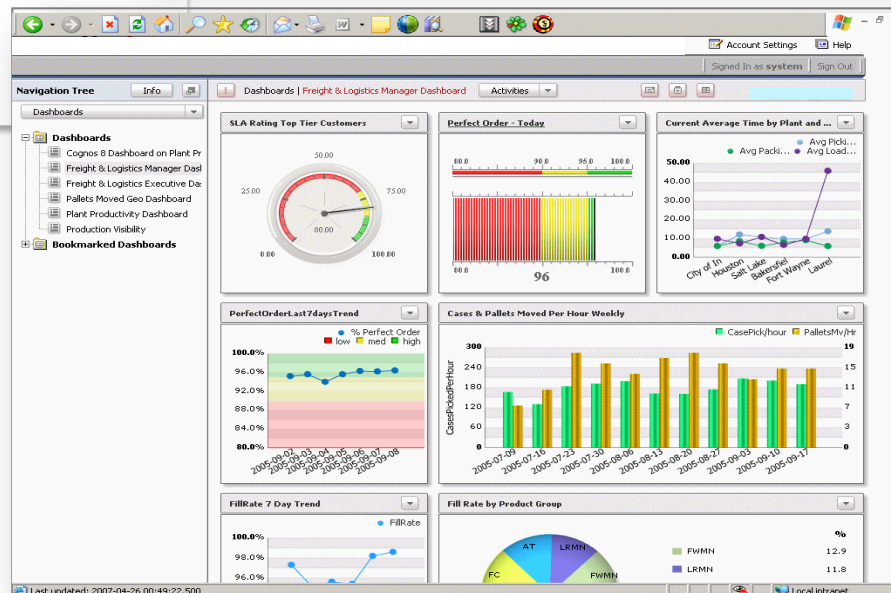 Account Settings Help
Signed In as system Sign Out
Navigation Tree Info
Dashboards | Freight & Logistics Manager Dashboard Activities
Dashboards
Dashboards
Cognos 8 Dashboard on Plant Pr
Freight & Logistics Manager Dasl
Freight & Logistics Executive Da
Pallets Moved Geo Dashboard
Plant Productivity Dashboard
Production Visibility
Bookmarked Dashboards
SLA Rating Top Tier Customers
50.00
25.00 75.00
80.00
0.00 100.00
Perfect Order - Today
80.0 90.0 95.0 100.0
80.0 100.0
96
Current Average Time by Plant and ...
Avg Picki...
Avg Packi... Avg Load...
50.00
40.00
30.00
20.00
10.00
0.00
City of In Houston Salt Lake Bakersfiel Fort Wayne Laurel
PerfectOrderLast7daysTrend
% Perfect Order
low med high
100.0%
96.0%
92.0%
88.0%
84.0%
80.0%
2005-09-02 2005-09-03 2005-09-04 2005-09-05 2005-09-06 2005-09-07 2005-09-08
Cases & Pallets Moved Per Hour Weekly
CasePick/hour PalletsMv/Hr
CasesPickedPerHour
300 19
240 15
180 11
120 7
60 3
0 0
2005-07-09 2005-07-16 2005-07-23 2005-07-30 2005-08-06 2005-08-13 2005-08-20 2005-08-27 2005-09-03 2005-09-10 2005-09-17
FillRate 7 Day Trend
FillRate
100.0%
98.0%
96.0%
Fill Rate by Product Group
AT LRMN
FC FWMN
%
FWMN 12.9
LRMN 11.8
Last updated: 2007-04-26 00:49:22.500
Local intranet